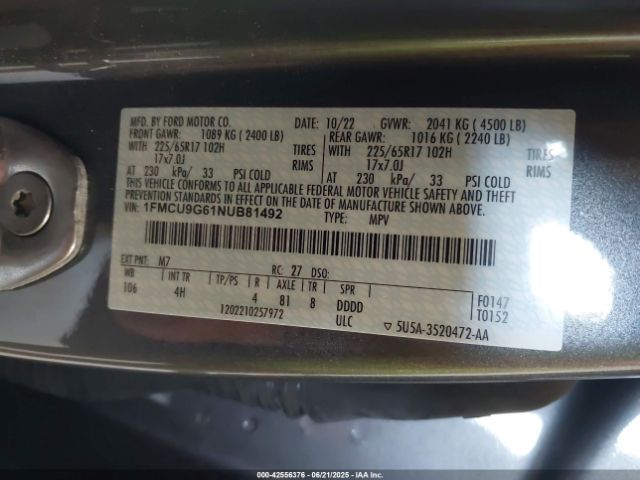 MFD. BY FORD MOTOR CO. DATE: 10/22 GVWR: 2041 KG ( 4500 LB)
FRONT GAWR: 1089 KG ( 2400 LB) REAR GAWR: 1016 KG ( 2240 LB)
WITH 225/65R17 102H TIRES WITH 225/65R17 102H TIRES
17x7.0J RIMS 17x7.0J RIMS
AT 230 kPa/ 33 PSI COLD AT 230 kPa/ 33 PSI COLD
THIS VEHICLE CONFORMS TO ALL APPLICABLE FEDERAL MOTOR VEHICLE SAFETY AND THEFT
PREVENTION STANDARDS IN EFFECT ON THE DATE OF MANUFACTURE SHOWN ABOVE.
VIN: 1FMCU9G61NUB81492 TYPE: MPV
EXT PNT: M7 RC: 27 DSO:
WB INT TR TP/PS R AXLE TR SPR
106 4H 4 81 8 DDDD F0147
1202210257972 ULC T0152
5U5A-3520472-AA
00-42556376 - 06/21/2025 - IAAI.COM